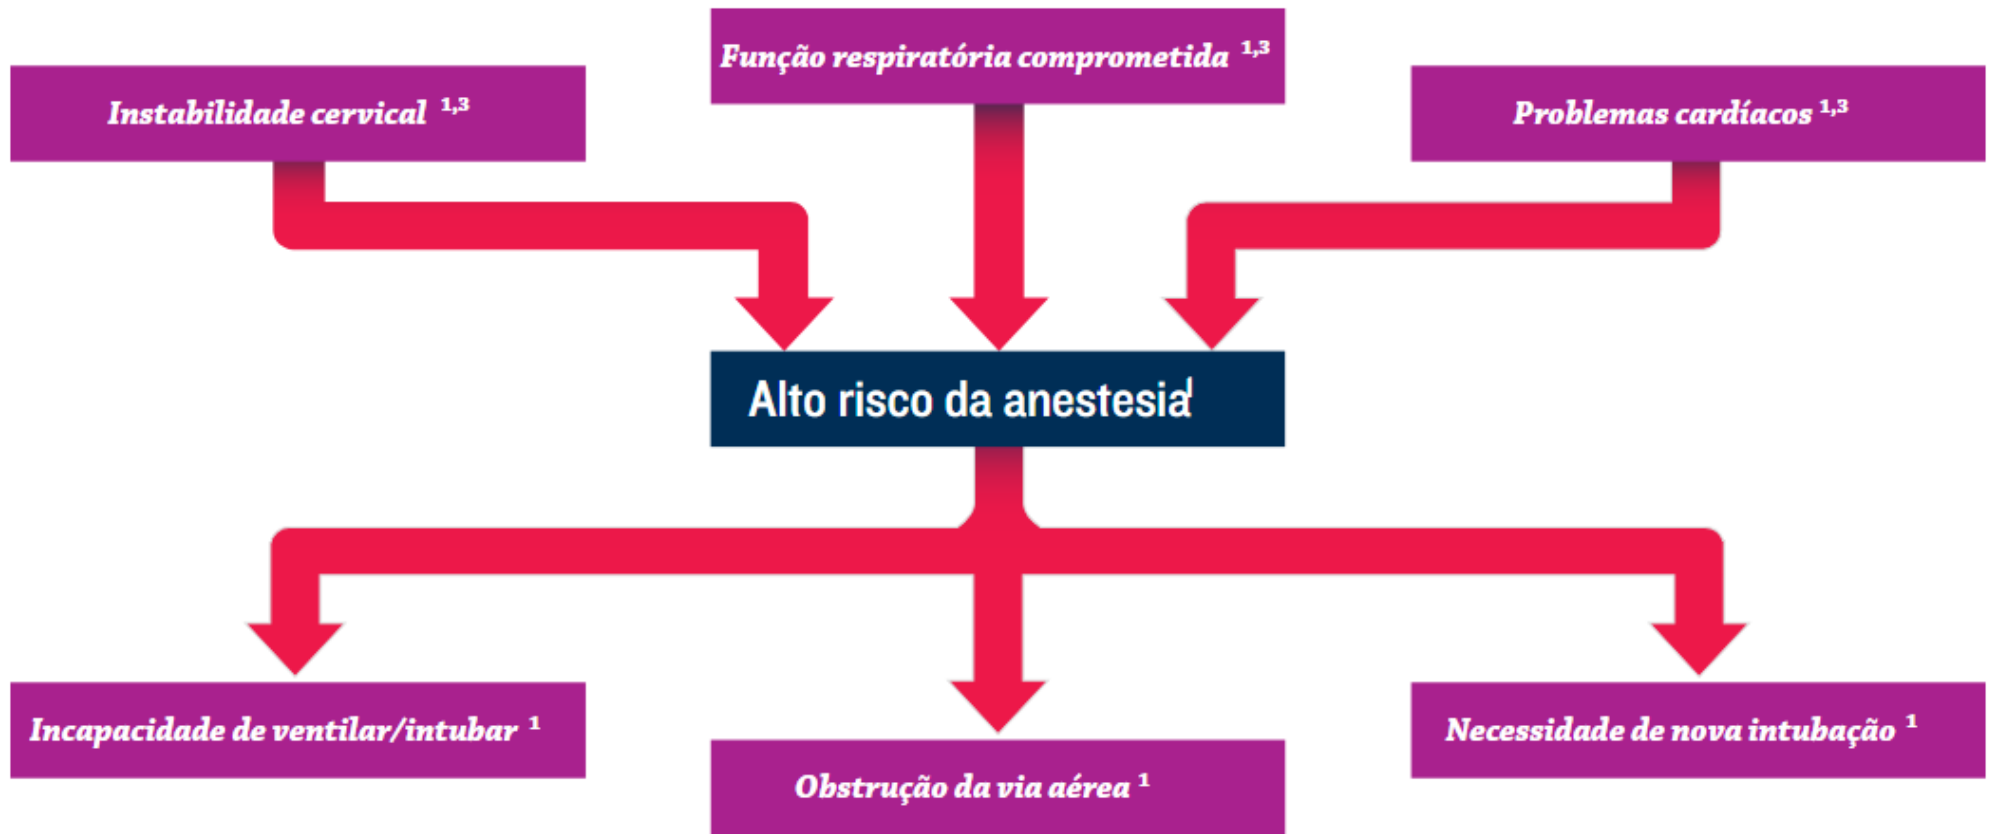 Função respiratória comprometida 1,3
Instabilidade cervical 1,3
Problemas cardíacos 1,3
Alto risco da anestesia1
Incapacidade de ventilar/intubar 1
Necessidade de nova intubação 1
Obstrução da via aérea 1